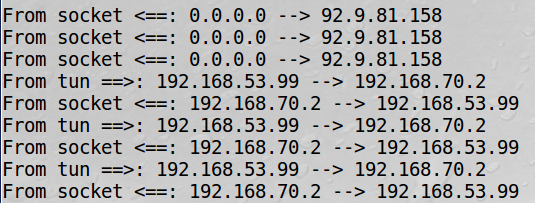 From socket <==: 0.0.0.0 --> 92.9.81.158
From socket <==: 0.0.0.0 --> 92.9.81.158
From socket <==: 0.0.0.0 --> 92.9.81.158
From tun ==>: 192.168.53.99 --> 192.168.70.2
From socket <==: 192.168.70.2 --> 192.168.53.99
From tun ==>: 192.168.53.99 --> 192.168.70.2
From socket <==: 192.168.70.2 --> 192.168.53.99
From tun ==>: 192.168.53.99 --> 192.168.70.2
From socket <==: 192.168.70.2 --> 192.168.53.99